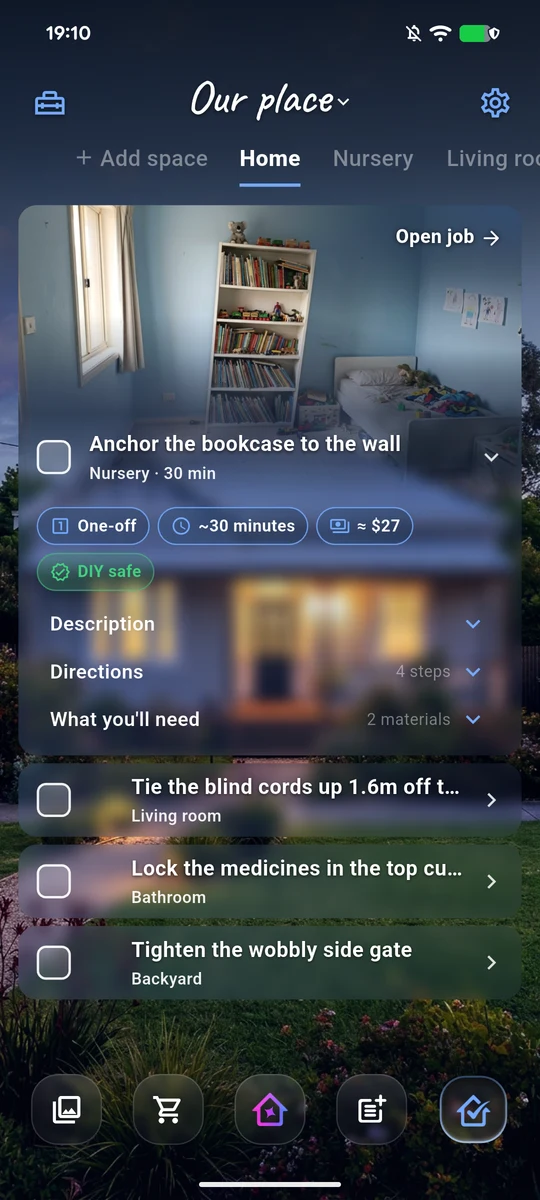 19:10
Our place
+ Add space
Home
Nursery
Living roo
Open job →
Anchor the bookcase to the wall
Nursery · 30 min
1 One-off
~30 minutes
≈ $27
DIY safe
Description
Directions
4 steps
What you'll need
2 materials
Tie the blind cords up 1.6m off t…
Living room
Lock the medicines in the top cu…
Bathroom
Tighten the wobbly side gate
Backyard